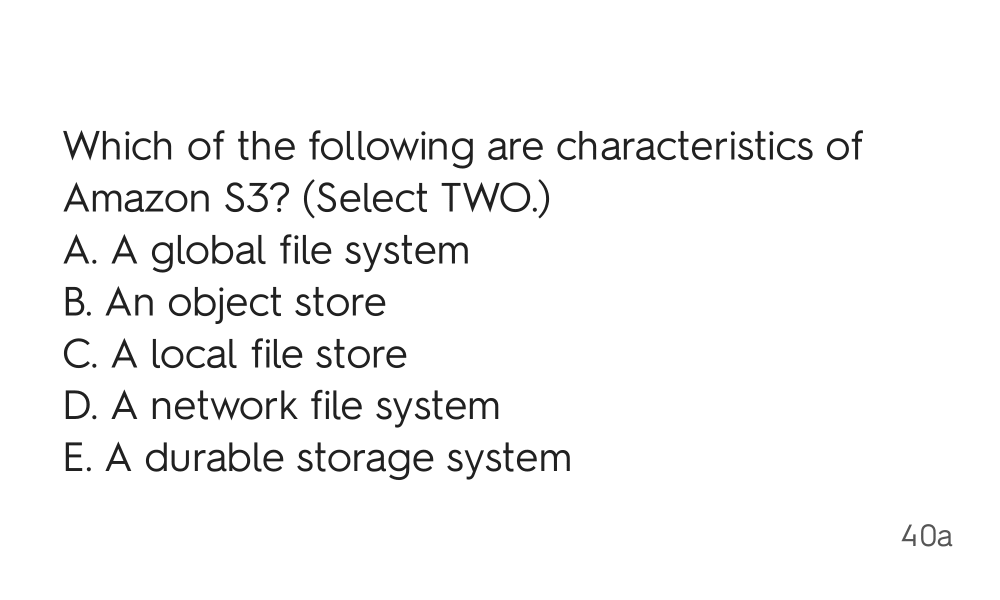 Which of the following are characteristics of
Amazon S3? (Select TWO.)
A. A global file system
B. An object store
C. A local file store
D. A network file system
E. A durable storage system
40a